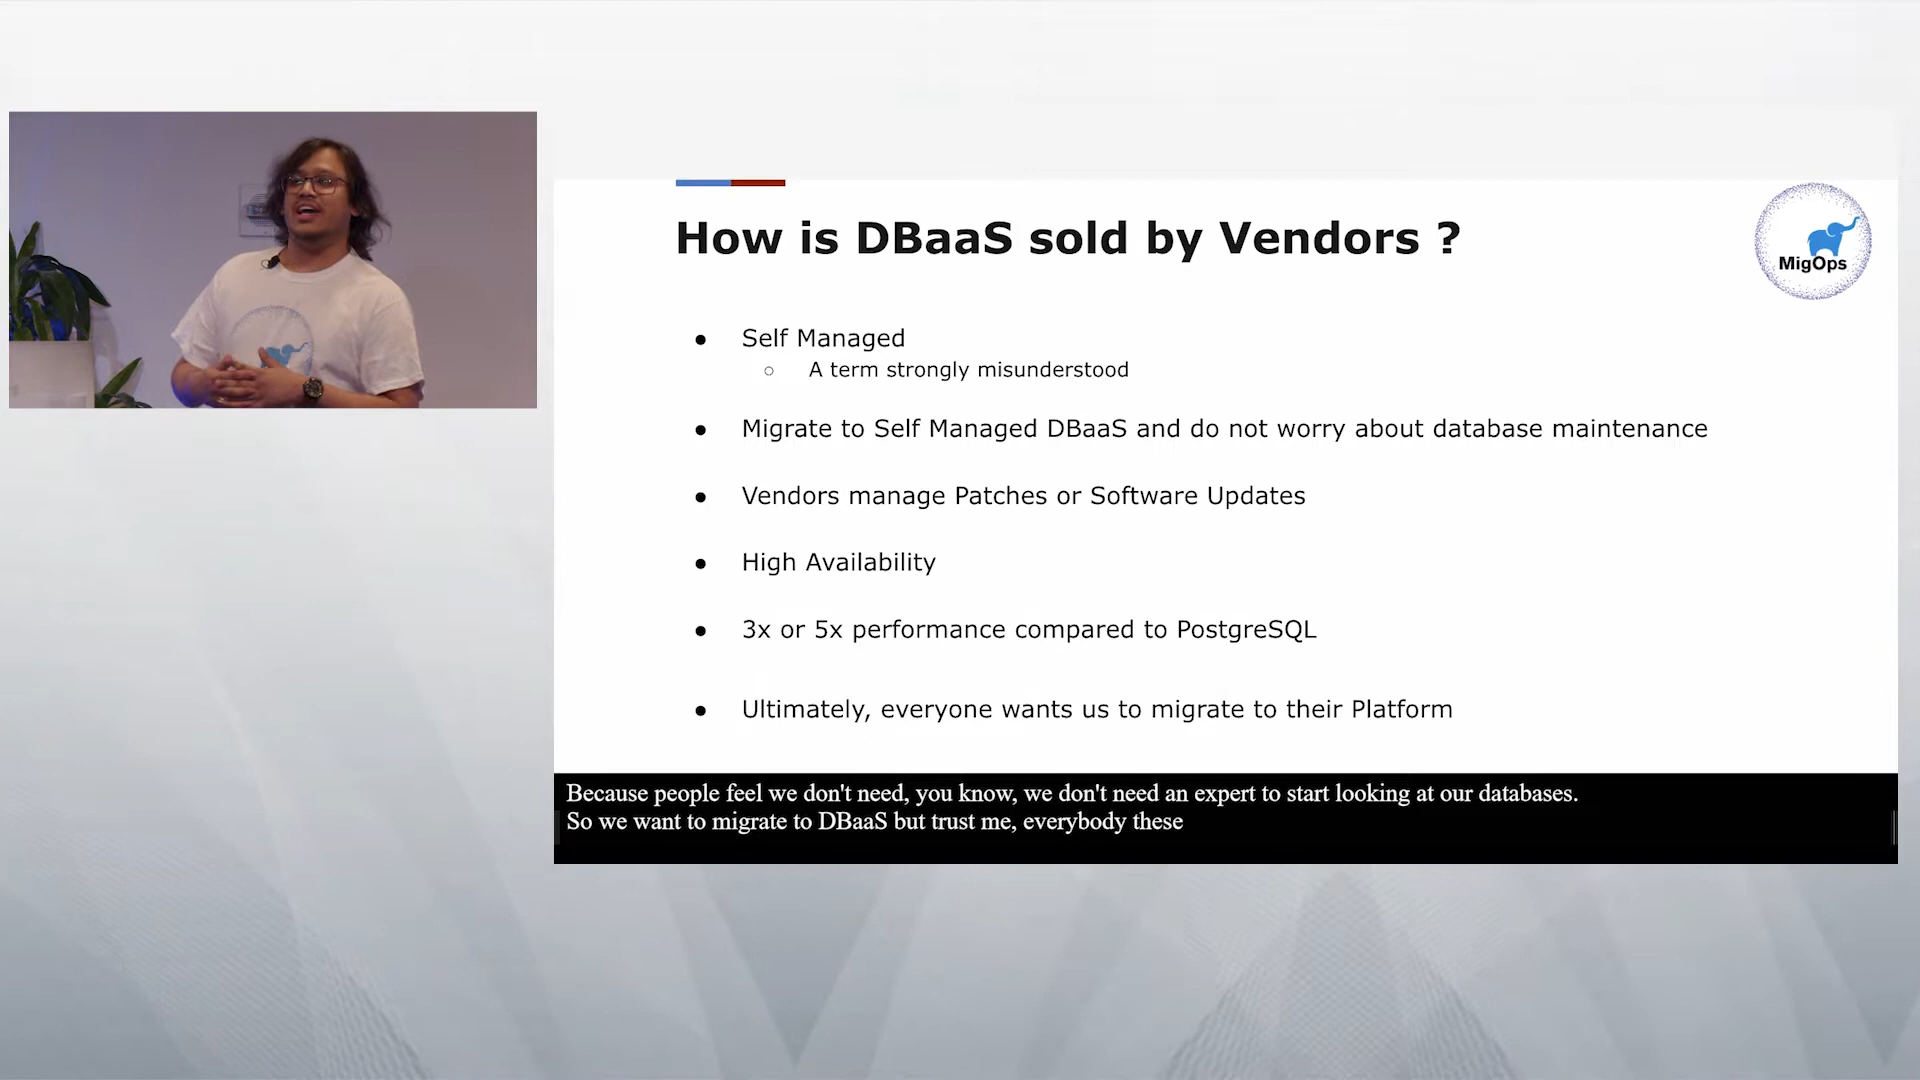 How is DBaaS sold by Vendors ?
MigOps
● Self Managed
○ A term strongly misunderstood
● Migrate to Self Managed DBaaS and do not worry about database maintenance
● Vendors manage Patches or Software Updates
● High Availability
● 3x or 5x performance compared to PostgreSQL
● Ultimately, everyone wants us to migrate to their Platform
Because people feel we don't need, you know, we don't need an expert to start looking at our databases.
So we want to migrate to DBaaS but trust me, everybody these